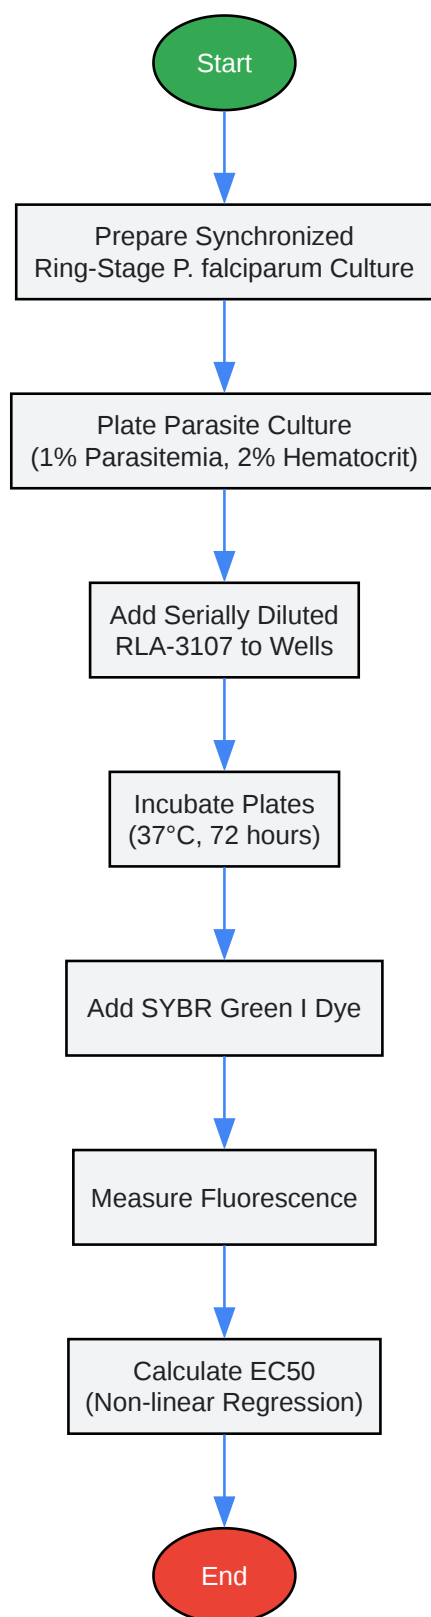 Start
Prepare Synchronized
Ring-Stage P. falciparum Culture
Plate Parasite Culture
(1% Parasitemia, 2% Hematocrit)
Add Serially Diluted
RLA-3107 to Wells
Incubate Plates
(37°C, 72 hours)
Add SYBR Green I Dye
Measure Fluorescence
Calculate EC50
(Non-linear Regression)
End